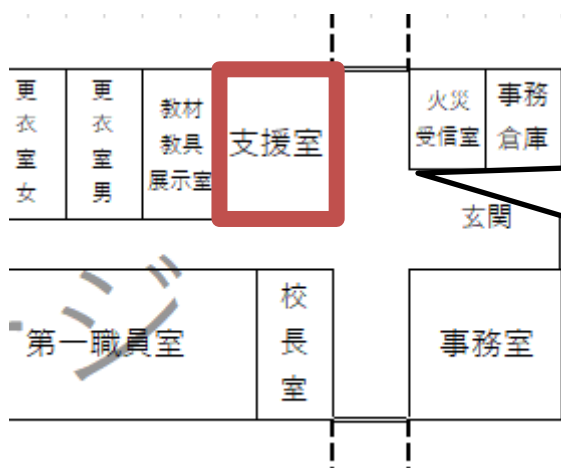 更衣室女
更衣室男
教材
教具
展示室
支援室
火災
受信室
事務
倉庫
玄関
第一職員室
校長室
事務室
ジ